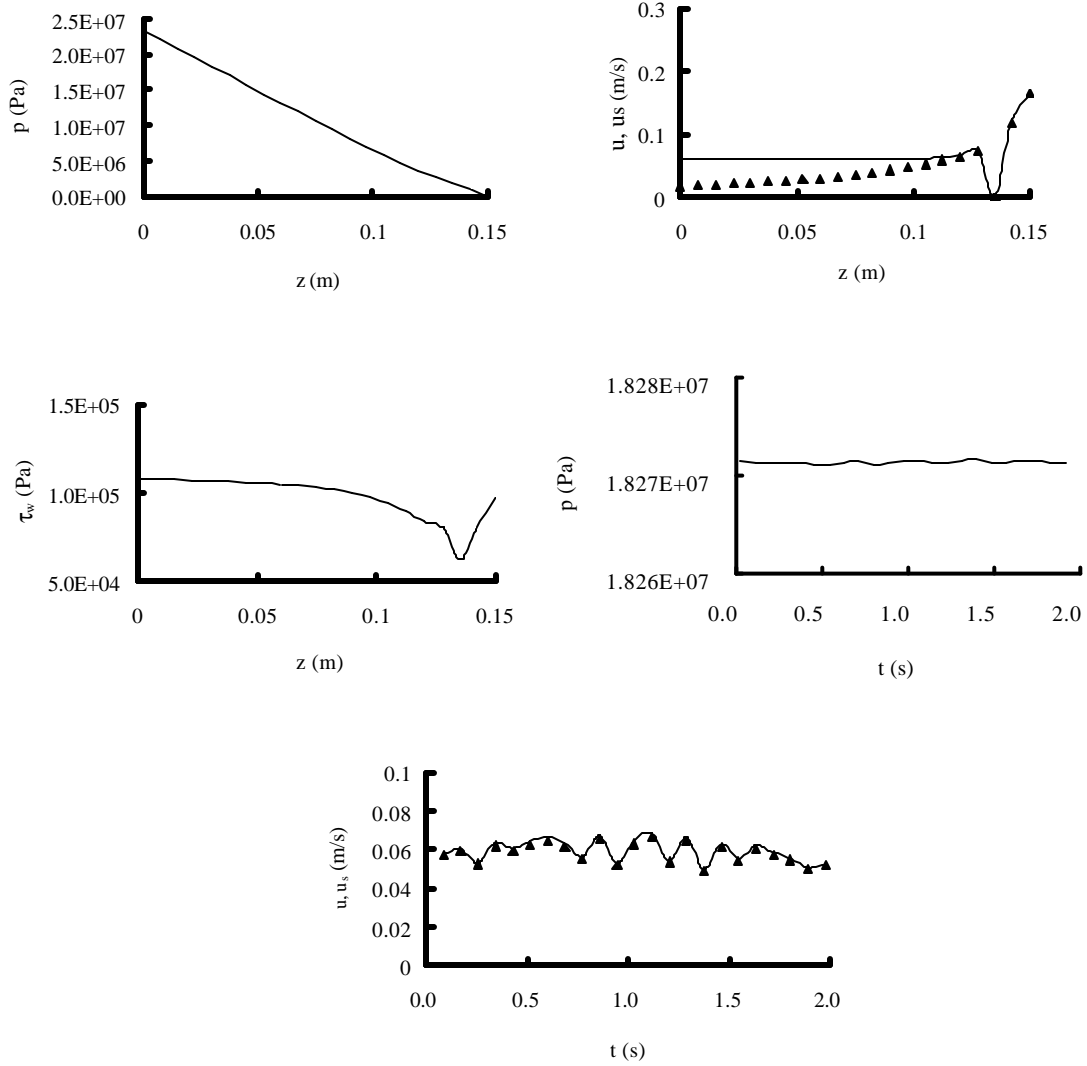 2.5E+07
2.0E+07
1.5E+07
1.0E+07
5.0E+06
0.0E+00
p (Pa)
0 0.05 0.1 0.15
z (m)
0.3
0.2
0.1
0
u, us (m/s)
0 0.05 0.1 0.15
z (m)
1.5E+05
1.0E+05
5.0E+04
τw (Pa)
0 0.05 0.1 0.15
z (m)
1.828E+07
1.827E+07
1.826E+07
p (Pa)
0.0 0.5 1.0 1.5 2.0
t (s)
0.1
0.08
0.06
0.04
0.02
0
u, us (m/s)
0.0 0.5 1.0 1.5 2.0
t (s)